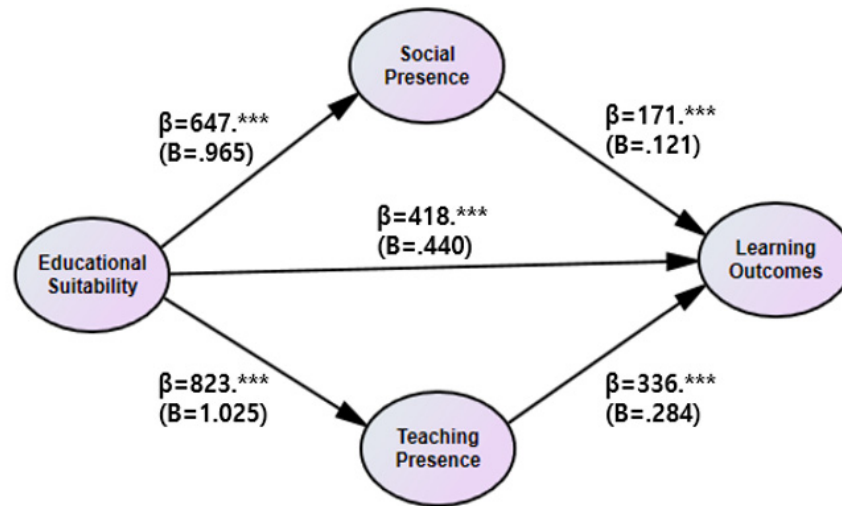 Social
Presence
β=647.***
(B=.965)
β=171.***
(B=.121)
β=418.***
(B=.440)
Educational
Suitability
Learning
Outcomes
β=823.***
(B=1.025)
β=336.***
(B=.284)
Teaching
Presence